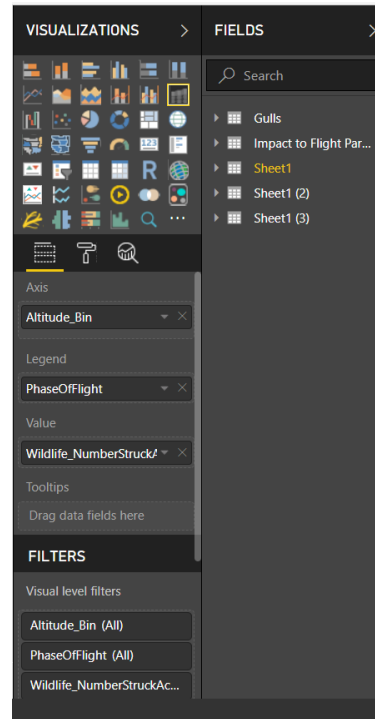 VISUALIZATIONS
>
FIELDS
>
Search
Gulls
Impact to Flight Par...
Sheet1
Sheet1 (2)
Sheet1 (3)
123
R
...
Axis
Altitude_Bin
Legend
PhaseOfFlight
Value
Wildlife_NumberStruckA
Tooltips
Drag data fields here
FILTERS
Visual level filters
Altitude_Bin (All)
PhaseOfFlight (All)
Wildlife_NumberStruckAc...